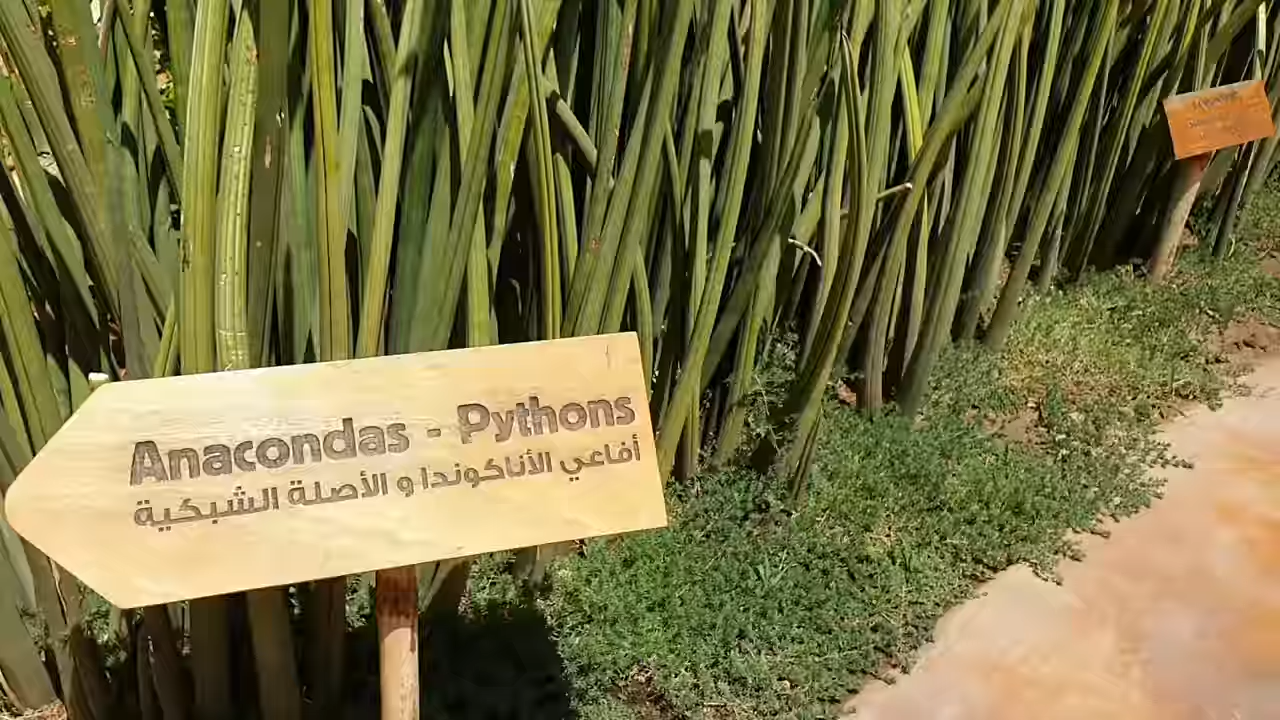 Anacondas - Pythons
أفاعي الأناكوندا و الأصلة الشبكية